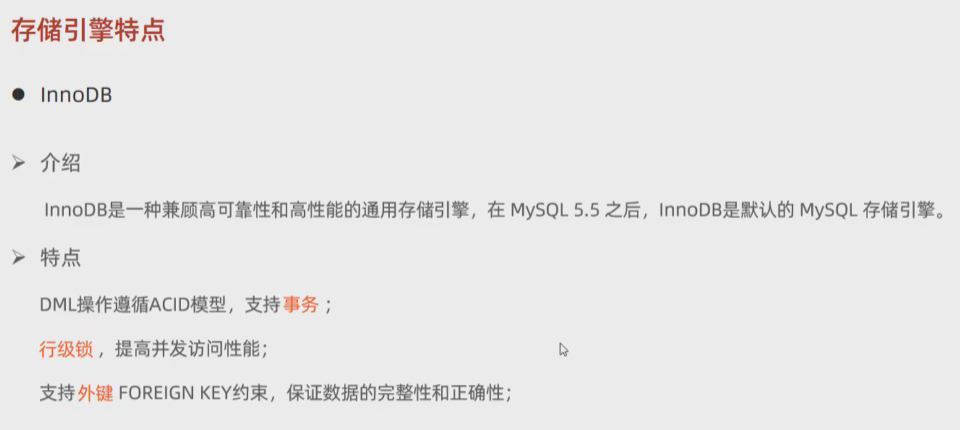 存储引擎特点
● InnoDB
➢ 介绍
InnoDB是一种兼顾高可靠性和高性能的通用存储引擎，在 MySQL 5.5 之后，InnoDB是默认的 MySQL 存储引擎。
➢ 特点
DML操作遵循ACID模型，支持事务；
行级锁，提高并发访问性能；
支持外键 FOREIGN KEY约束，保证数据的完整性和正确性；